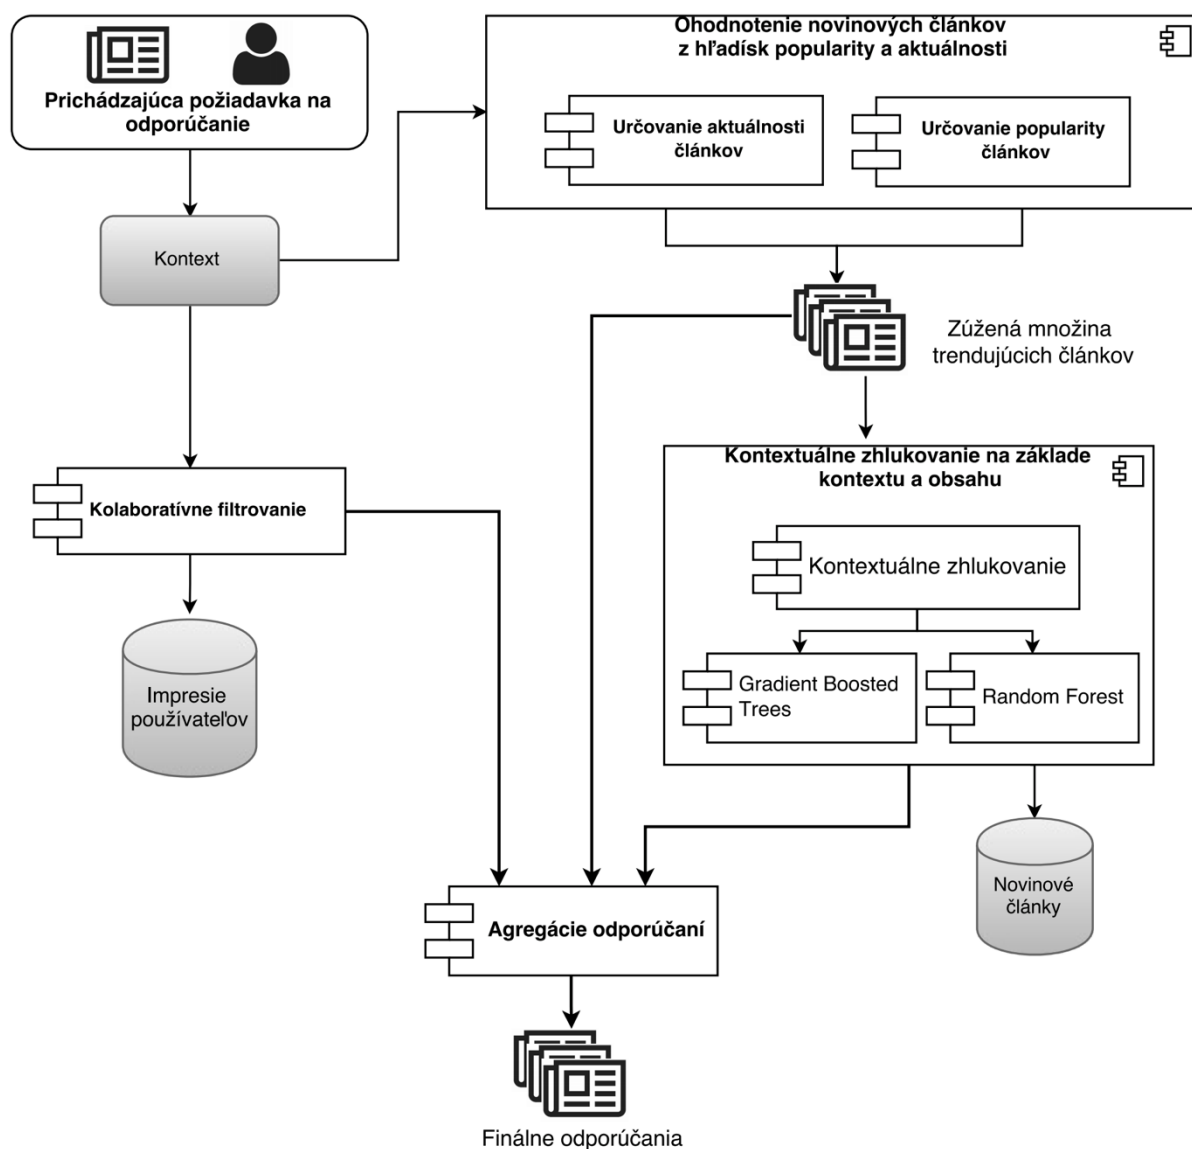 Ohodnotenie novinových článkov
z hľadísk popularity a aktuálnosti
Prichádzajúca požiadavka na
odporúčanie
Určovanie aktuálnosti
článkov
Určovanie popularity
článkov
Kontext
Zúžená množina
trendujúcich článkov
Kontextuálne zhlukovanie na základe
kontextu a obsahu
Kolaboratívne filtrovanie
Kontextuálne zhlukovanie
Impresie
používateľov
Gradient Boosted
Trees
Random Forest
Novinové
články
Agregácie odporúčaní
Finálne odporúčania